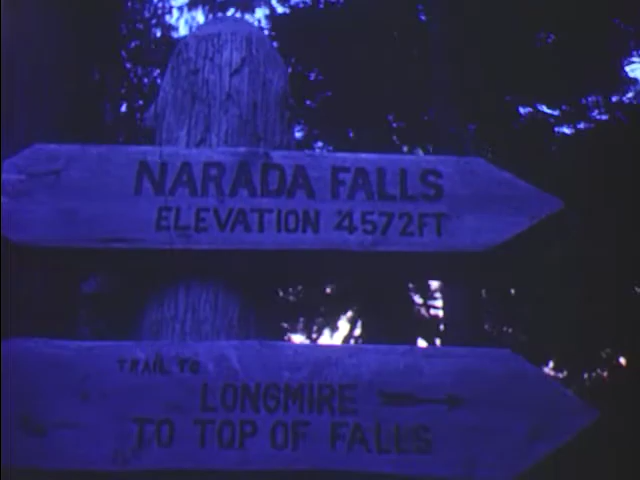 NARADA FALLS
ELEVATION 4572FT
TRAIL TO
LONGMIRE
TO TOP OF FALLS